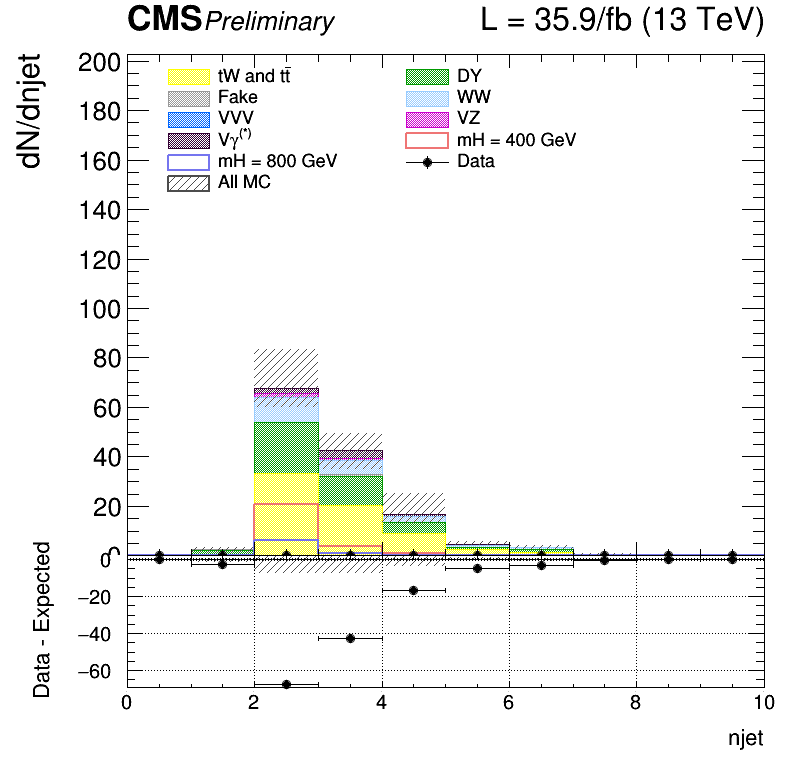 CMS Preliminary L = 35.9/fb (13 TeV)
dN/dnjet
200
180
160
140
120
100
80
60
40
20
0
tW and tt̄
DY
Fake
WW
VVV
VZ
Vγ(*)
mH = 400 GeV
mH = 800 GeV
Data
All MC
Data - Expected
0
−20
−40
−60
0 2 4 6 8 10
njet